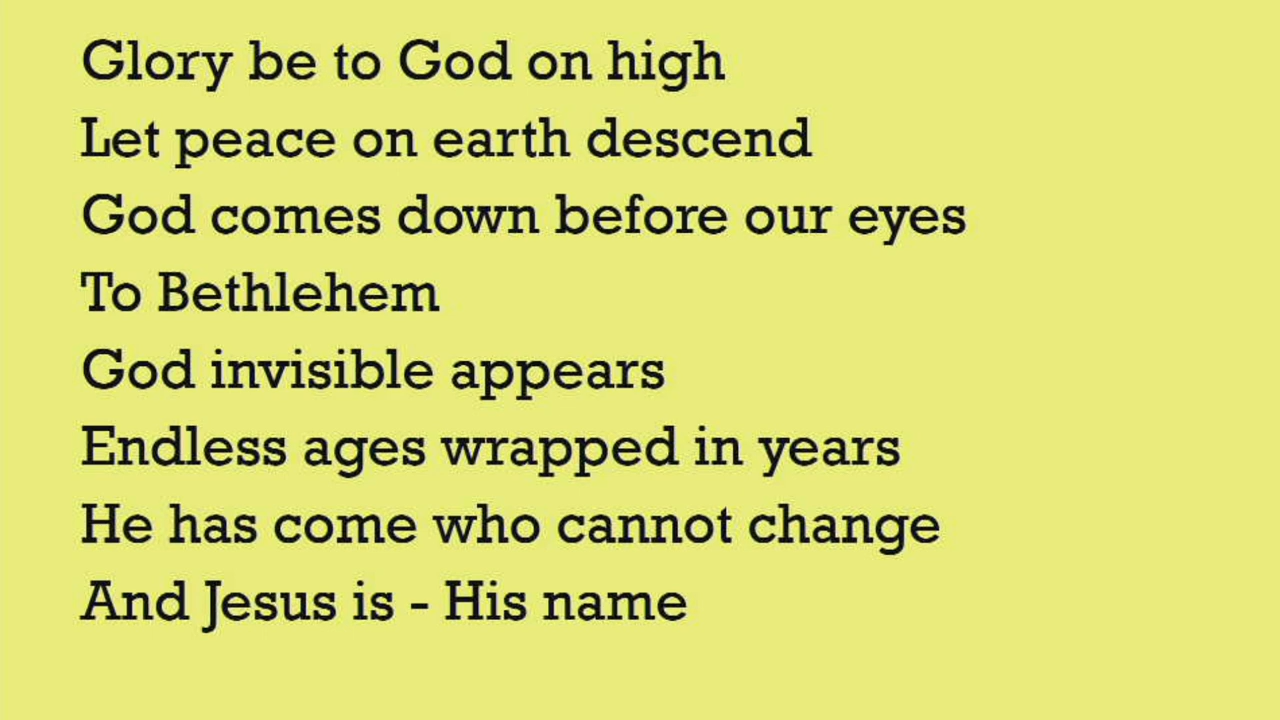 Glory be to God on high
Let peace on earth descend
God comes down before our eyes
To Bethlehem
God invisible appears
Endless ages wrapped in years
He has come who cannot change
And Jesus is - His name